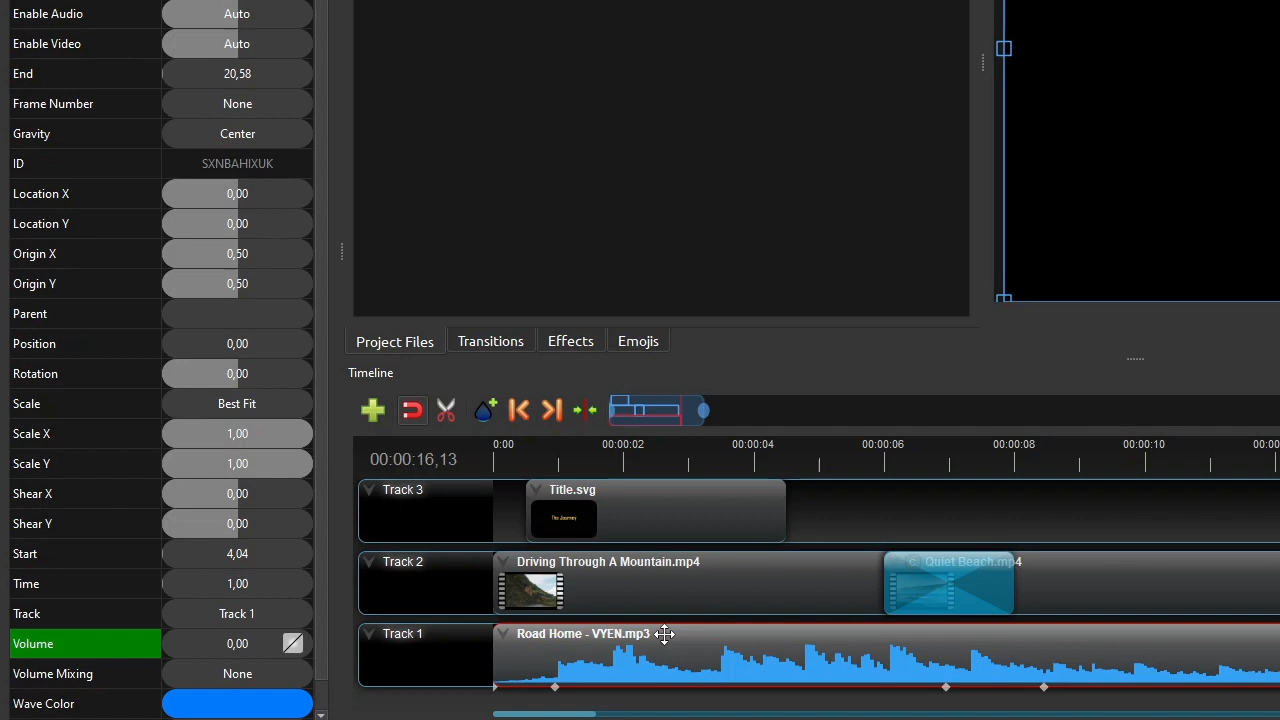 Enable Audio Auto
Enable Video Auto
End 20,58
Frame Number None
Gravity Center
ID SXNBAHIXUK
Location X 0,00
Location Y 0,00
Origin X 0,50
Origin Y 0,50
Parent
Position 0,00
Rotation 0,00
Scale Best Fit
Scale X 1,00
Scale Y 1,00
Shear X 0,00
Shear Y 0,00
Start 4,04
Time 1,00
Track Track 1
Volume 0,00
Volume Mixing None
Wave Color
Project Files Transitions Effects Emojis
Timeline
0:00 00:00:02 00:00:04 00:00:06 00:00:08 00:00:10 00:00
00:00:16,13
Track 3 Title.svg
The Journey
Track 2 Driving Through A Mountain.mp4 Quiet Beach.mp4
Track 1 Road Home - VYEN.mp3